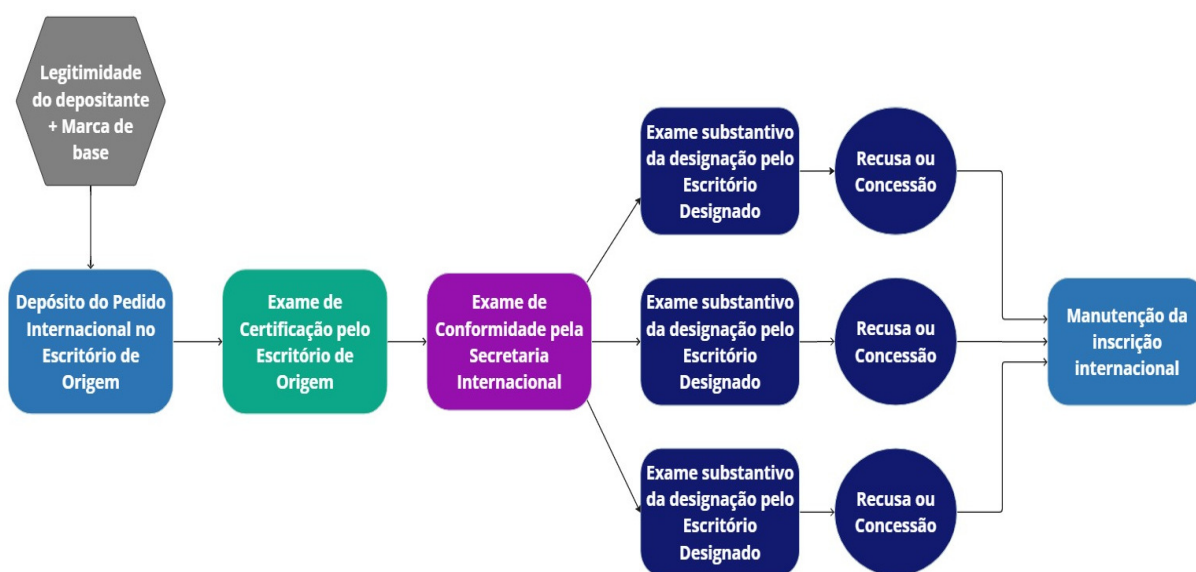 Legitimidade
do depositante
+ Marca de
base
Depósito do Pedido
Internacional no
Escritório de
Origem
Exame de
Certificação pelo
Escritório de
Origem
Exame de
Conformidade pela
Secretaria
Internacional
Exame substantivo
da designação pelo
Escritório
Designado
Recusa ou
Concessão
Exame substantivo
da designação pelo
Escritório
Designado
Recusa ou
Concessão
Exame substantivo
da designação pelo
Escritório
Designado
Recusa ou
Concessão
Manutenção da
inscrição
internacional